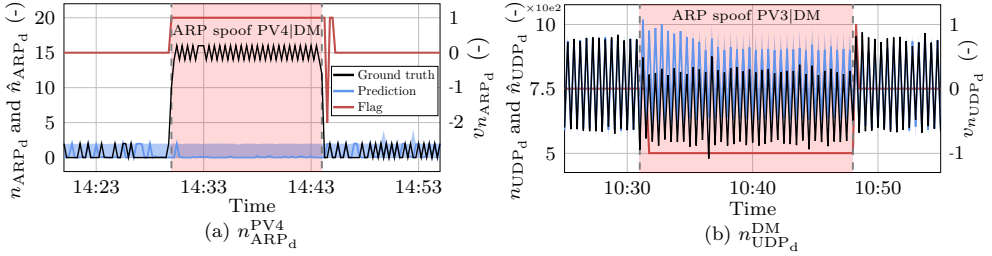 20
15
10
5
0
1
0
-1
-2
ARP spoof PV4|DM
Ground truth
Prediction
Flag
n_ARP_d and n̂_ARP_d (-)
v_n_ARP_d (-)
14:23
14:33
14:43
14:53
Time
(a) n^PV4_ARP_d
×10e2
10
7.5
5
1
0
-1
ARP spoof PV3|DM
n_UDP_d and n̂_UDP_d (-)
v_n_UDP_d (-)
10:30
10:40
10:50
Time
(b) n^DM_UDP_d